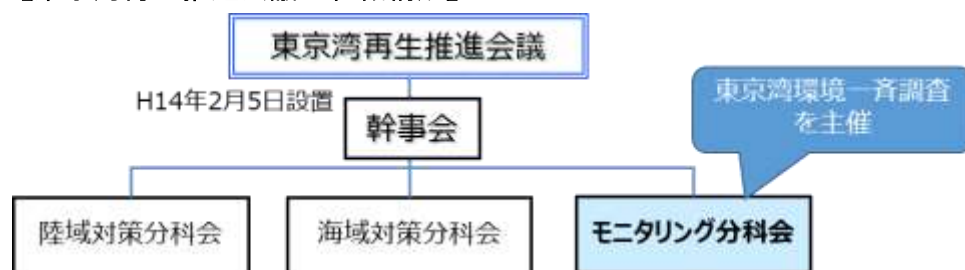 東京湾再生推進会議
H14年2月5日設置
幹事会
東京湾環境一斉調査
を主催
陸域対策分科会
海域対策分科会
モニタリング分科会